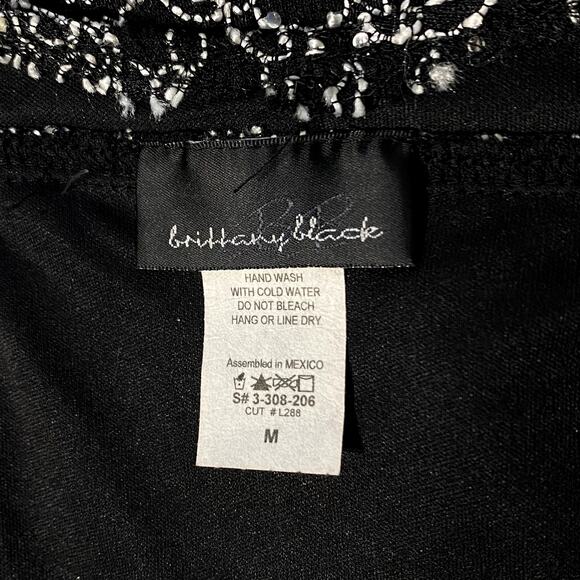 brittany black
HAND WASH
WITH COLD WATER
DO NOT BLEACH
HANG OR LINE DRY
Assembled in MEXICO
S# 3-308-206
CUT # L288
M